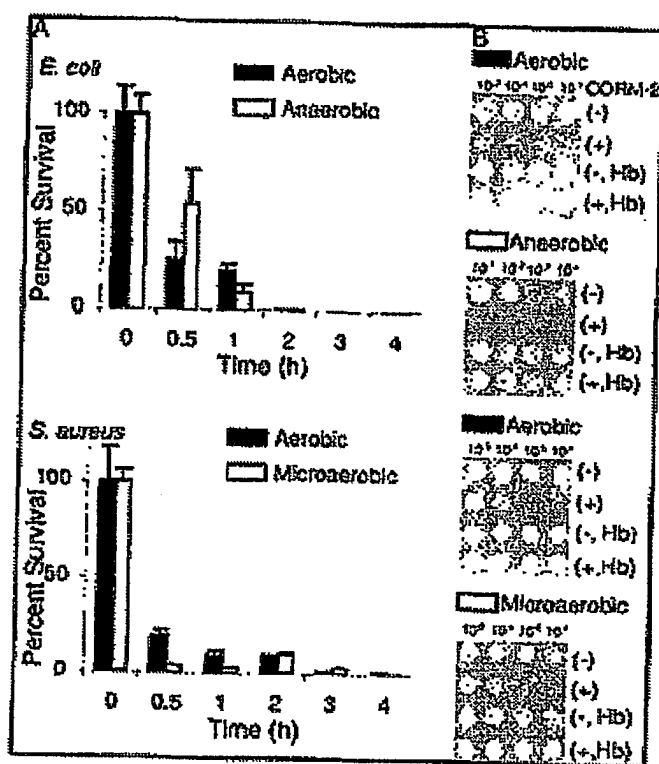 A
E. coli
Aerobic
Anaerobic
Percent Survival
100
50
0
0 0.5 1 2 3 4
Time (h)
S. aureus
Aerobic
Microaerobic
Percent Survival
100
50
0
0 0.5 1 2 3 4
Time (h)
B
Aerobic
CORM-2
(-)
(+)
(-, Hb)
(+,Hb)
Anaerobic
(-)
(+)
(-, Hb)
(+,Hb)
Aerobic
(-)
(+)
(-, Hb)
(+,Hb)
Microaerobic
(-)
(+)
(-, Hb)
(+,Hb)